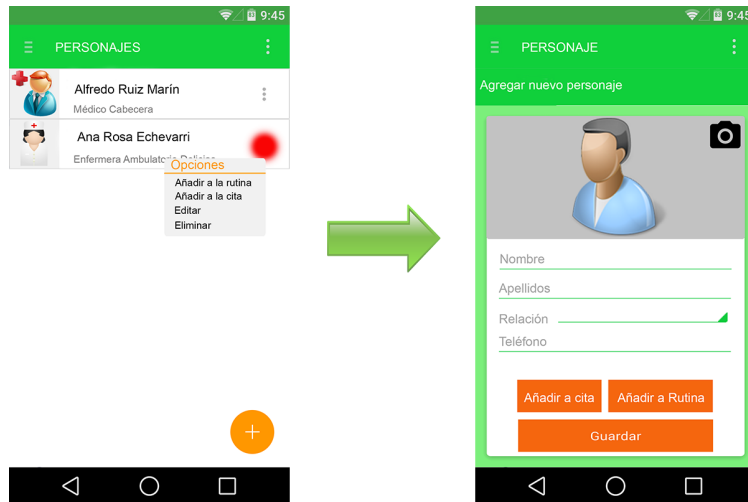 9:45
PERSONAJES
Alfredo Ruiz Marín
Médico Cabecera
Ana Rosa Echevarri
Enfermera Ambulatorio Delicias
Opciones
Añadir a la rutina
Añadir a la cita
Editar
Eliminar
9:45
PERSONAJE
Agregar nuevo personaje
Nombre
Apellidos
Relación
Teléfono
Añadir a cita
Añadir a Rutina
Guardar